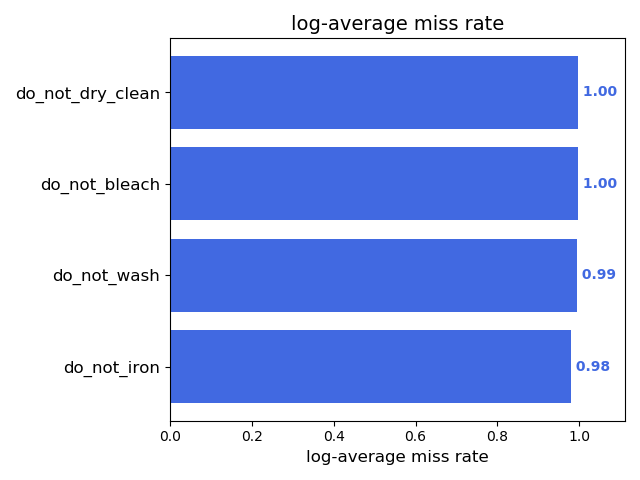 log-average miss rate
do_not_dry_clean 1.00
do_not_bleach 1.00
do_not_wash 0.99
do_not_iron 0.98
0.0 0.2 0.4 0.6 0.8 1.0
log-average miss rate